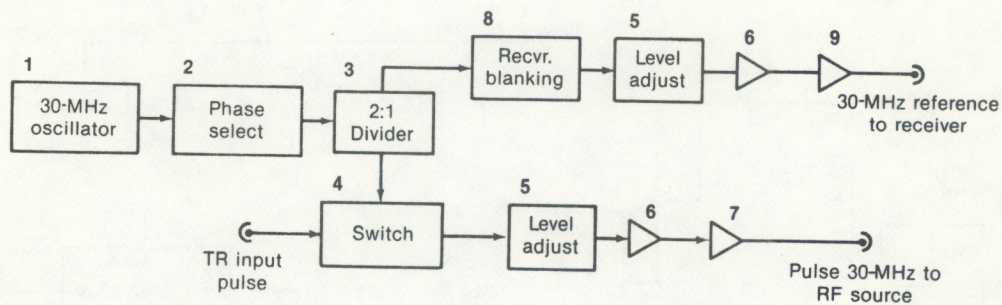 1
30-MHz
oscillator
2
Phase
select
3
2:1
Divider
8
Recvr.
blanking
5
Level
adjust
6
9
30-MHz reference
to receiver
4
Switch
TR input
pulse
5
Level
adjust
6
7
Pulse 30-MHz to
RF source